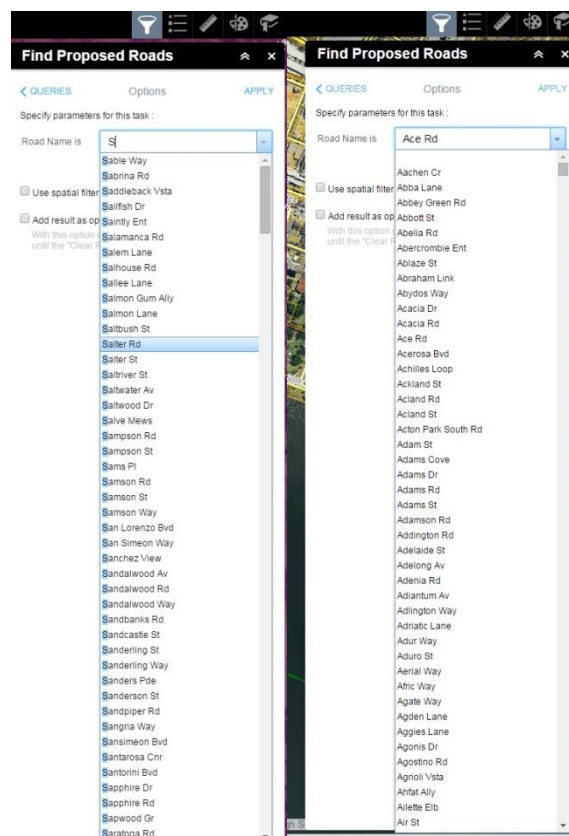 Find Proposed Roads
QUERIES
Options
APPLY
Specify parameters for this task :
Road Name is
S
Sable Way
Sabrina Rd
Use spatial filter
Saddleback Vsta
Sailfish Dr
Add result as op
Saintly Ent
With this option
Salamanca Rd
until the "Clear
Salem Lane
Salhouse Rd
Sallee Lane
Salmon Gum Ally
Salmon Lane
Saltbush St
Salter Rd
Salter St
Saltriver St
Saltwater Av
Saltwood Dr
Salve Mews
Sampson Rd
Sampson St
Sams Pl
Samson Rd
Samson St
Samson Way
San Lorenzo Bvd
San Simeon Way
Sanchez View
Sandalwood Av
Sandalwood Rd
Sandalwood Way
Sandbanks Rd
Sandcastle St
Sanderling St
Sanderling Way
Sanders Pde
Sanderson St
Sandpiper Rd
Sangria Way
Sansimeon Bvd
Santarosa Cnr
Santorini Bvd
Sapphire Dr
Sapphire Rd
Sapwood Gr
Saratoga Rd
Find Proposed Roads
QUERIES
Options
APPLY
Specify parameters for this task :
Road Name is
Ace Rd
Aachen Cr
Use spatial filter
Abba Lane
Abbey Green Rd
Add result as op
Abbott St
With this option
Abelia Rd
until the "Clear
Abercrombie Ent
Ablaze St
Abraham Link
Abydos Way
Acacia Dr
Acacia Rd
Ace Rd
Acerosa Bvd
Achilles Loop
Ackland St
Acland Rd
Acland St
Acton Park South Rd
Adam St
Adams Cove
Adams Dr
Adams Rd
Adams St
Adamson Rd
Addington Rd
Adelaide St
Adelong Av
Adenia Rd
Adiantum Av
Adlington Way
Adriatic Lane
Adur Way
Aduro St
Aerial Way
Afric Way
Agate Way
Agden Lane
Aggies Lane
Agonis Dr
Agostino Rd
Agrioli Vsta
Ahfat Ally
Ailette Elb
Air St